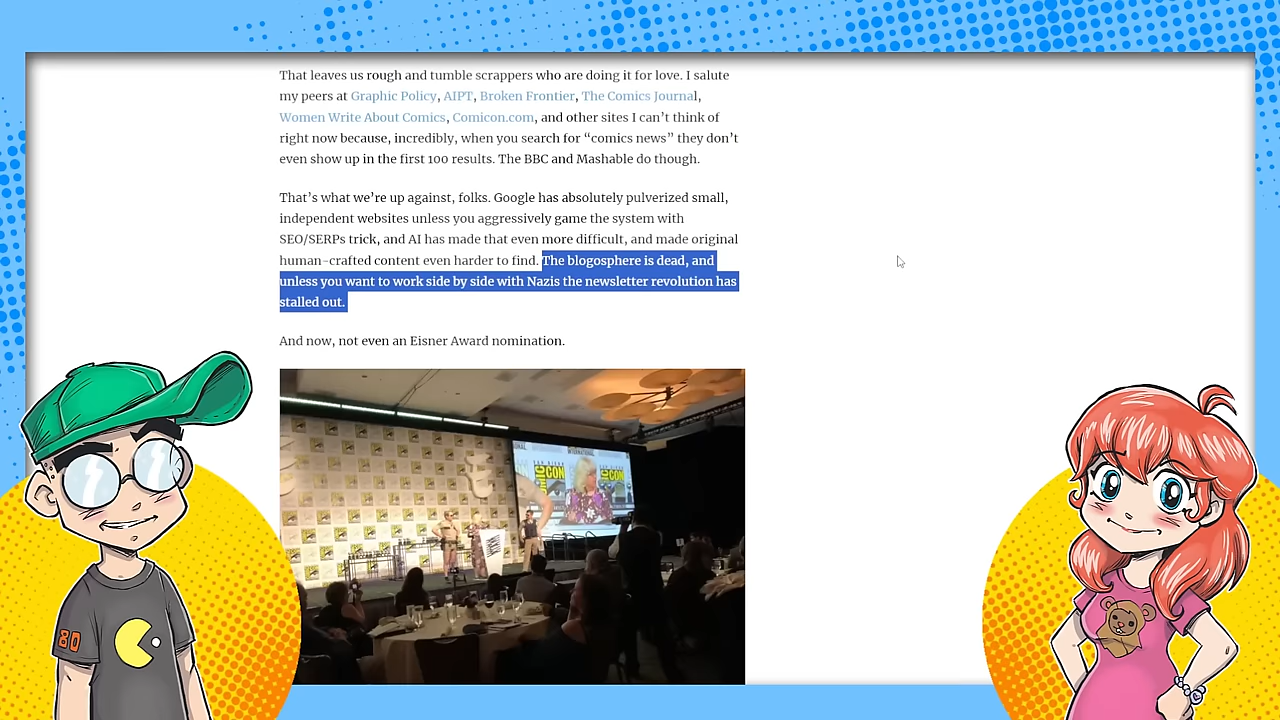 That leaves us rough and tumble scrappers who are doing it for love. I salute
my peers at Graphic Policy, AIPT, Broken Frontier, The Comics Journal,
Women Write About Comics, Comicon.com, and other sites I can’t think of
right now because, incredibly, when you search for “comics news” they don’t
even show up in the first 100 results. The BBC and Mashable do though.
That’s what we’re up against, folks. Google has absolutely pulverized small,
independent websites unless you aggressively game the system with
SEO/SERPs trick, and AI has made that even more difficult, and made original
human-crafted content even harder to find. The blogosphere is dead, and
unless you want to work side by side with Nazis the newsletter revolution has
stalled out.
And now, not even an Eisner Award nomination.
80